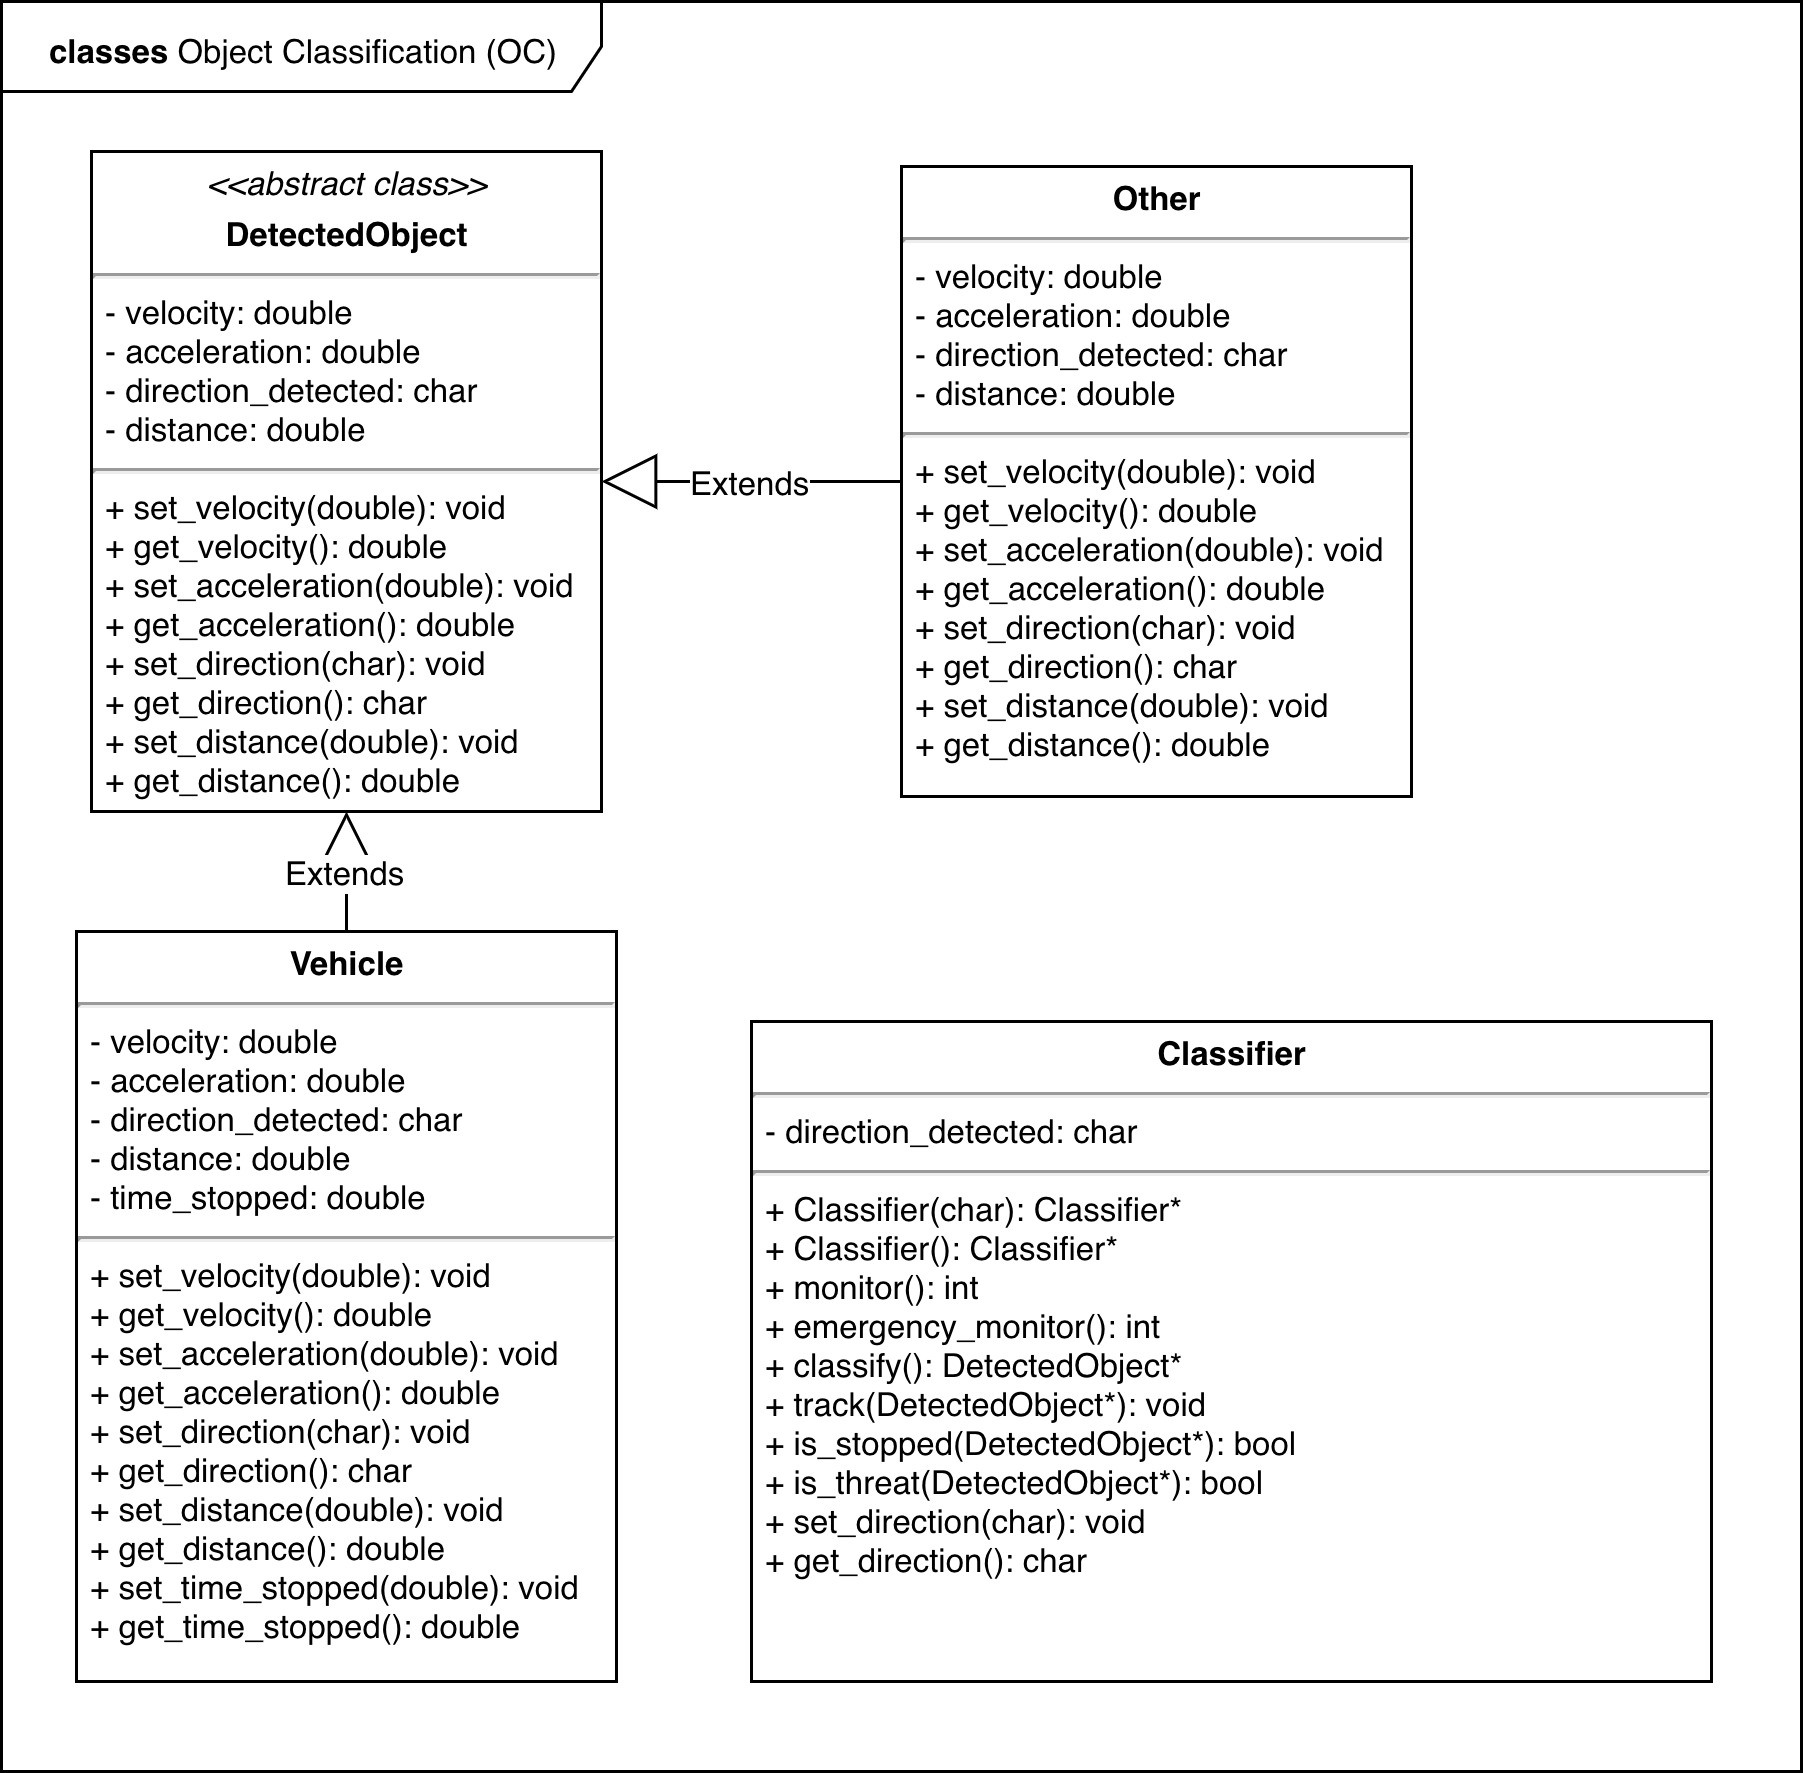 classes Object Classification (OC)
<<abstract class>>
DetectedObject
- velocity: double
- acceleration: double
- direction_detected: char
- distance: double
+ set_velocity(double): void
+ get_velocity(): double
+ set_acceleration(double): void
+ get_acceleration(): double
+ set_direction(char): void
+ get_direction(): char
+ set_distance(double): void
+ get_distance(): double
Extends
Other
- velocity: double
- acceleration: double
- direction_detected: char
- distance: double
+ set_velocity(double): void
+ get_velocity(): double
+ set_acceleration(double): void
+ get_acceleration(): double
+ set_direction(char): void
+ get_direction(): char
+ set_distance(double): void
+ get_distance(): double
Extends
Vehicle
- velocity: double
- acceleration: double
- direction_detected: char
- distance: double
- time_stopped: double
+ set_velocity(double): void
+ get_velocity(): double
+ set_acceleration(double): void
+ get_acceleration(): double
+ set_direction(char): void
+ get_direction(): char
+ set_distance(double): void
+ get_distance(): double
+ set_time_stopped(double): void
+ get_time_stopped(): double
Classifier
- direction_detected: char
+ Classifier(char): Classifier*
+ Classifier(): Classifier*
+ monitor(): int
+ emergency_monitor(): int
+ classify(): DetectedObject*
+ track(DetectedObject*): void
+ is_stopped(DetectedObject*): bool
+ is_threat(DetectedObject*): bool
+ set_direction(char): void
+ get_direction(): char